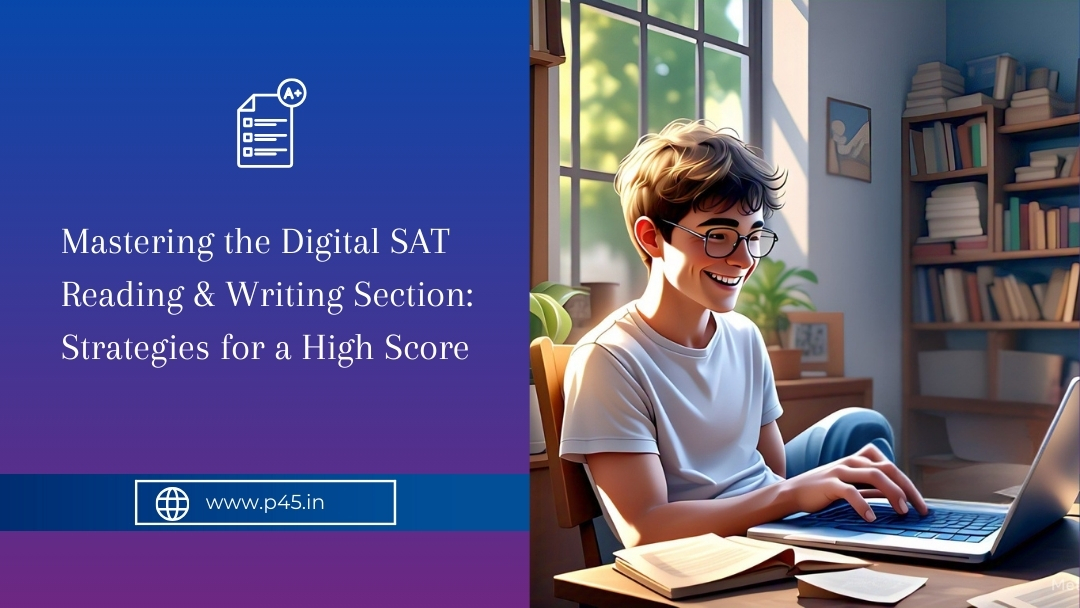 A+
Mastering the Digital SAT
Reading & Writing Section:
Strategies for a High Score
www.p45.in